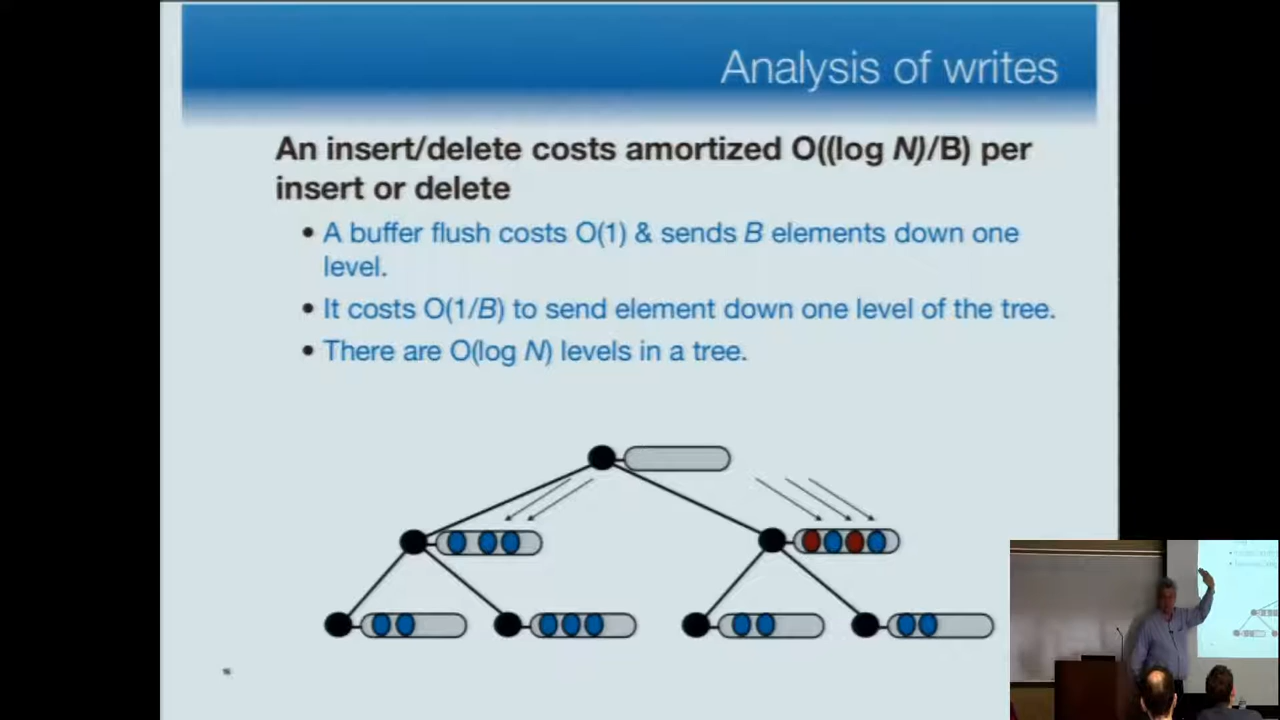 Analysis of writes
An insert/delete costs amortized O((log N)/B) per
insert or delete
• A buffer flush costs O(1) & sends B elements down one
level.
• It costs O(1/B) to send element down one level of the tree.
• There are O(log N) levels in a tree.